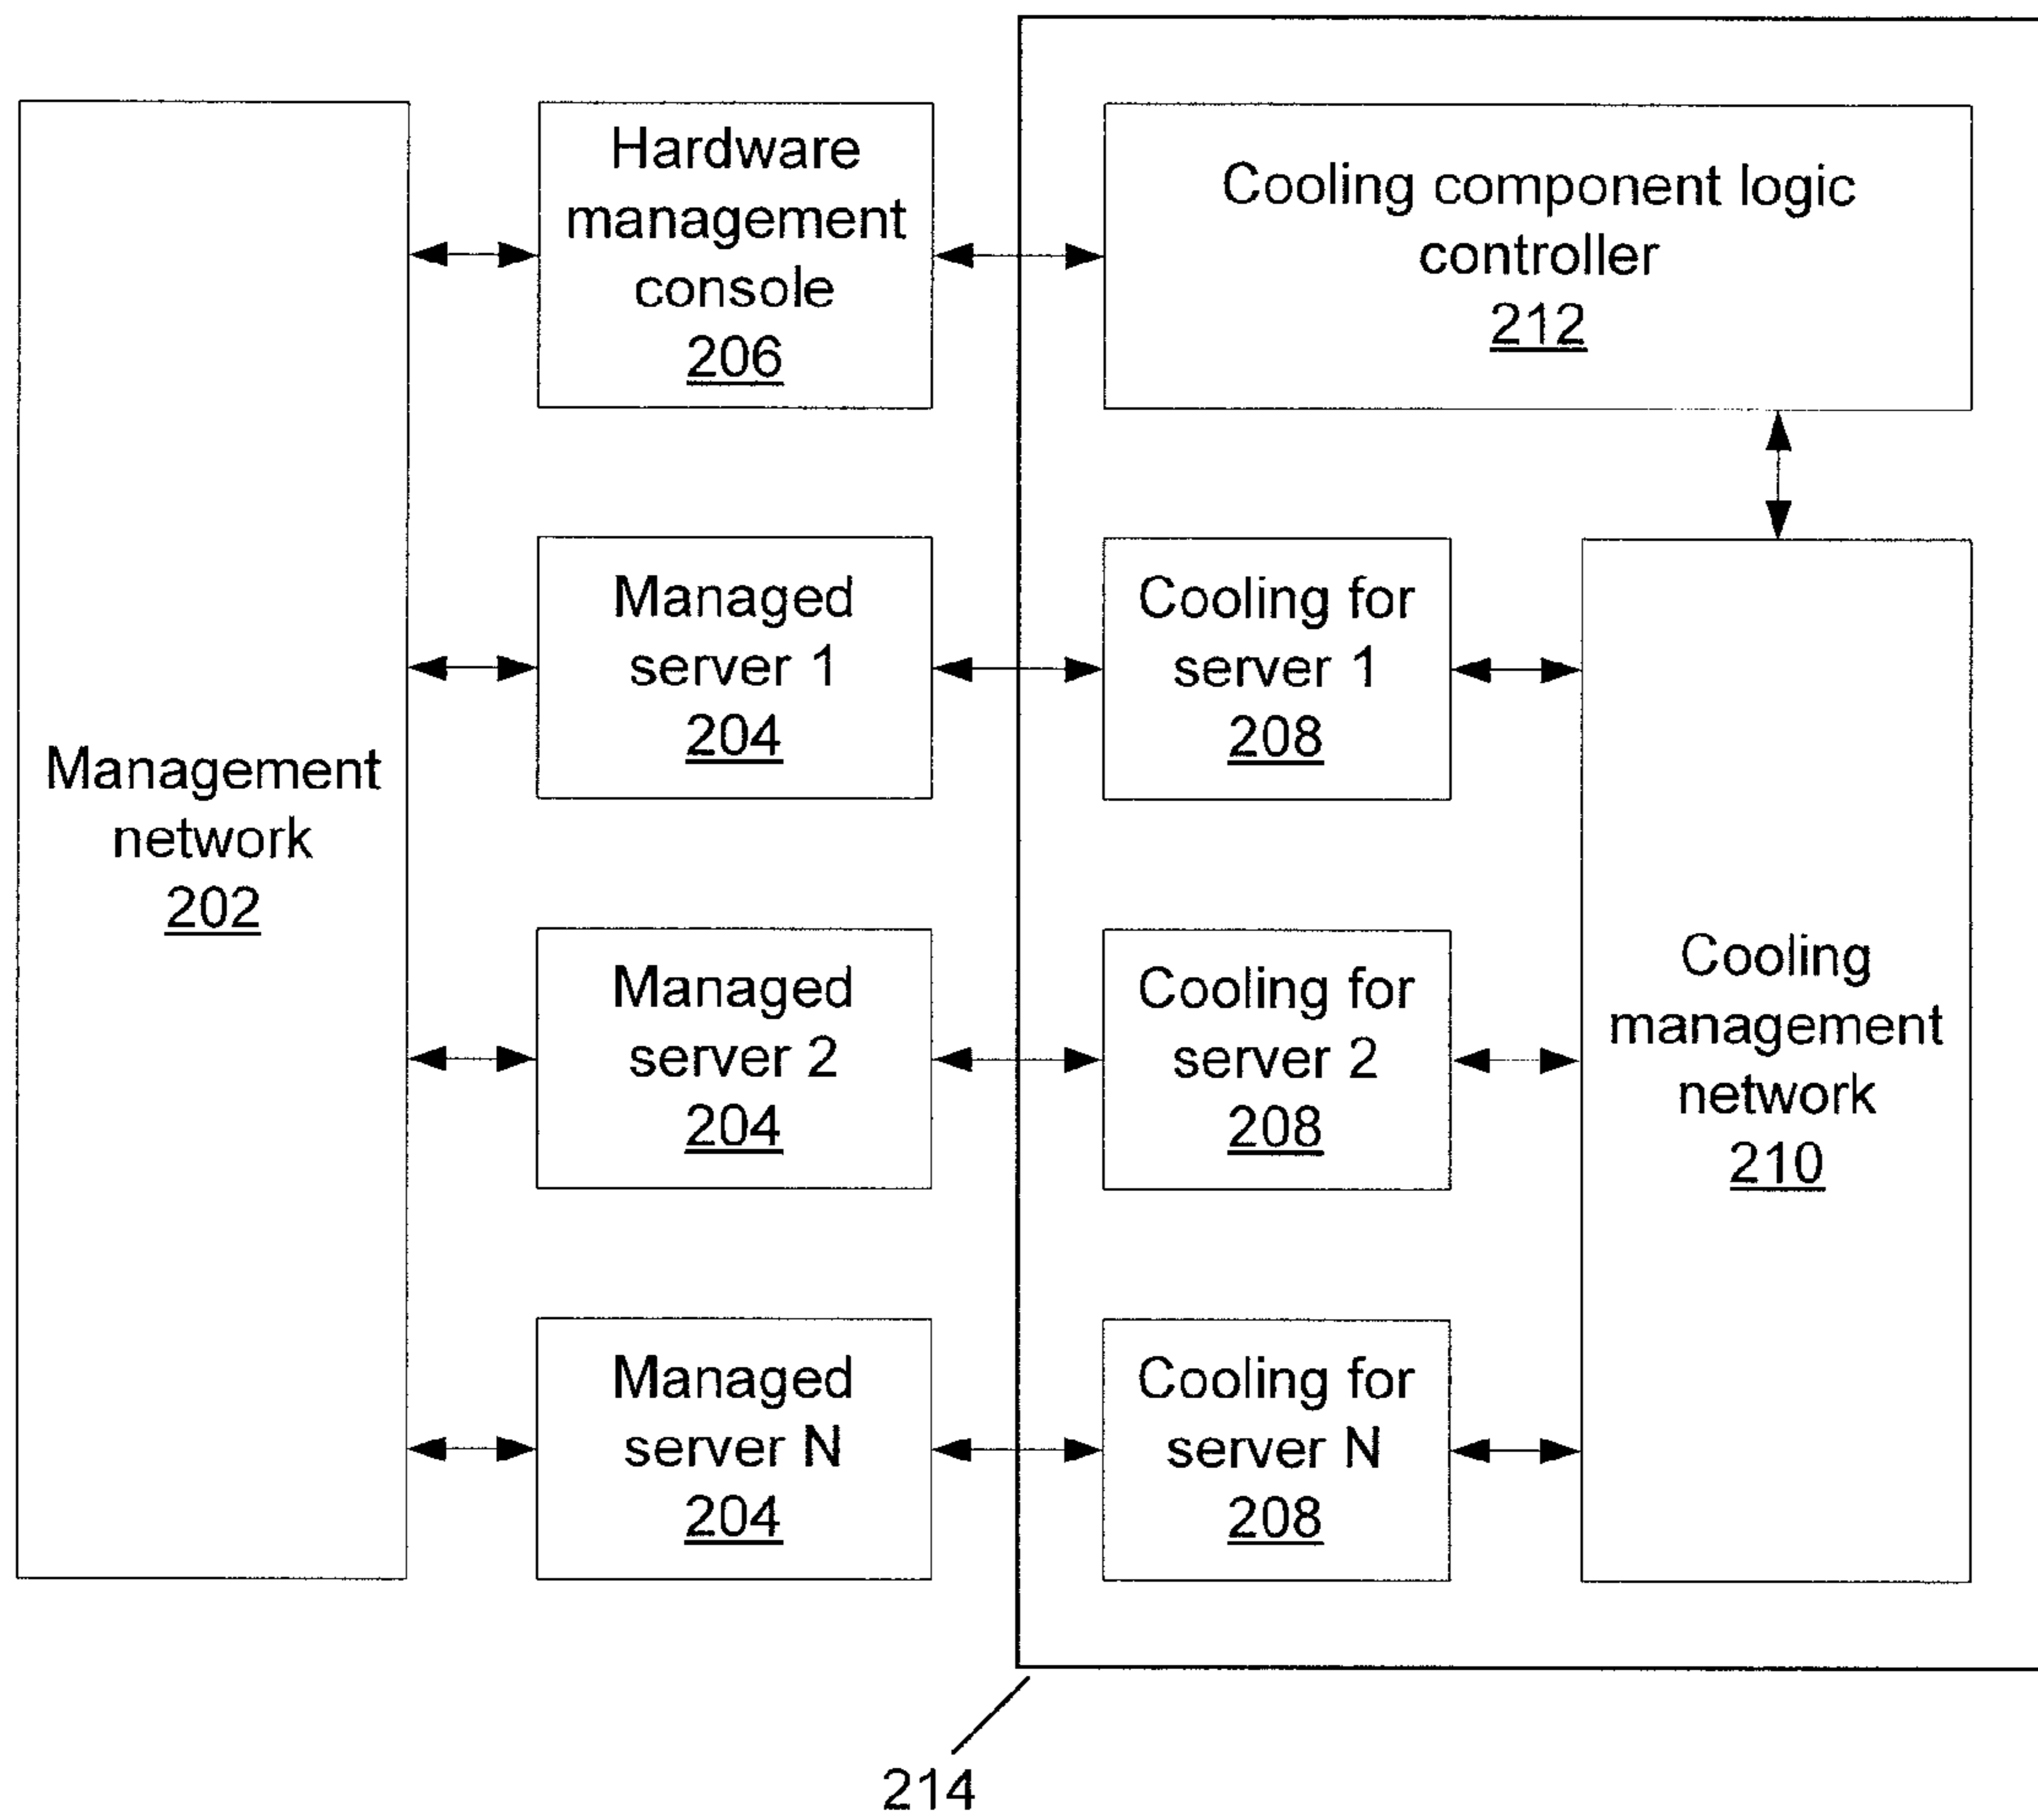 Hardware
management
console
206
Cooling component logic
controller
212
Managed
server 1
204
Cooling for
server 1
208
Management
network
202
Managed
server 2
204
Cooling for
server 2
208
Cooling
management
network
210
Managed
server N
204
Cooling for
server N
208
214